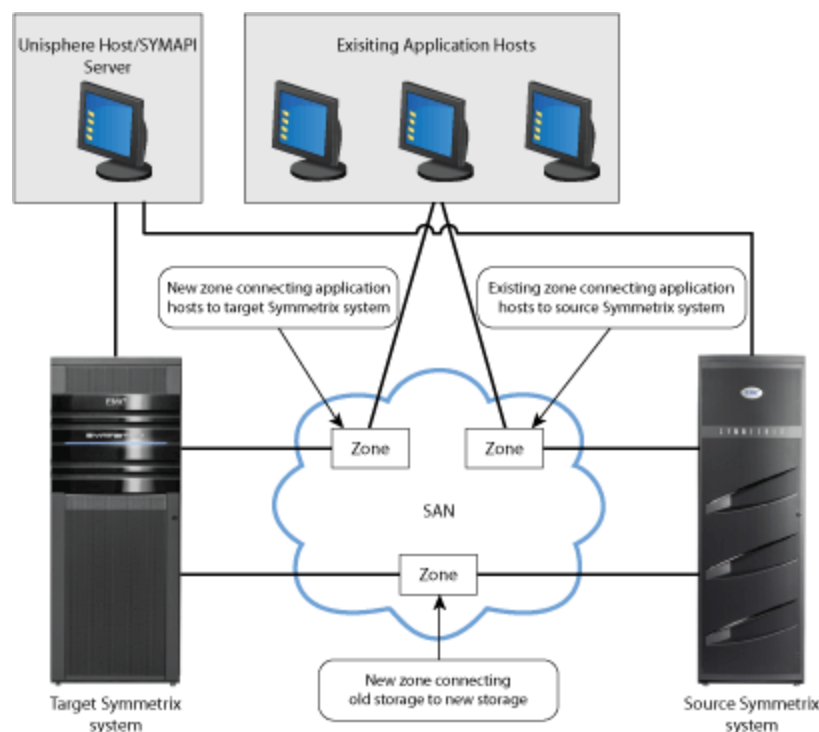 Unisphere Host/SYMAPI
Server
Exisiting Application Hosts
New zone connecting application
hosts to target Symmetrix system
Existing zone connecting application
hosts to source Symmetrix system
Zone
Zone
SAN
Zone
New zone connecting
old storage to new storage
Target Symmetrix
system
Source Symmetrix
system